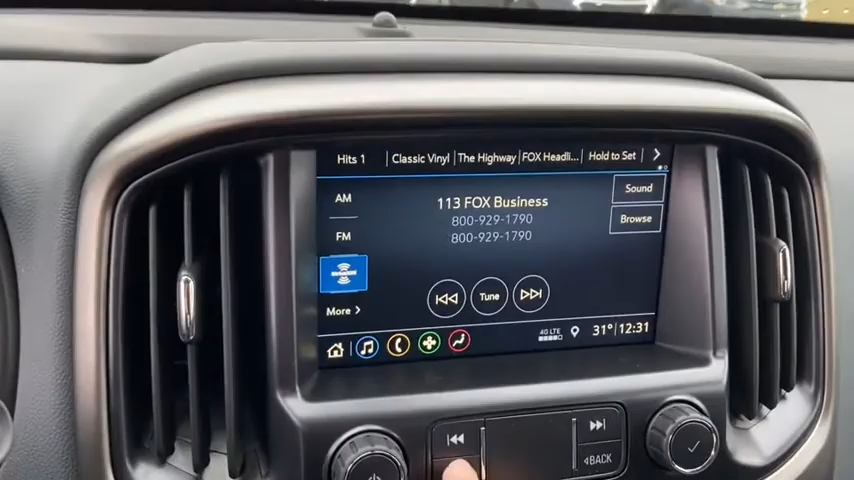 Hits 1 Classic Vinyl The Highway FOX Headli... Hold to Set
AM
FM
SiriusXM
More
113 FOX Business
800-929-1790
800-929-1790
Sound
Browse
Tune
4G LTE
31° 12:31
BACK